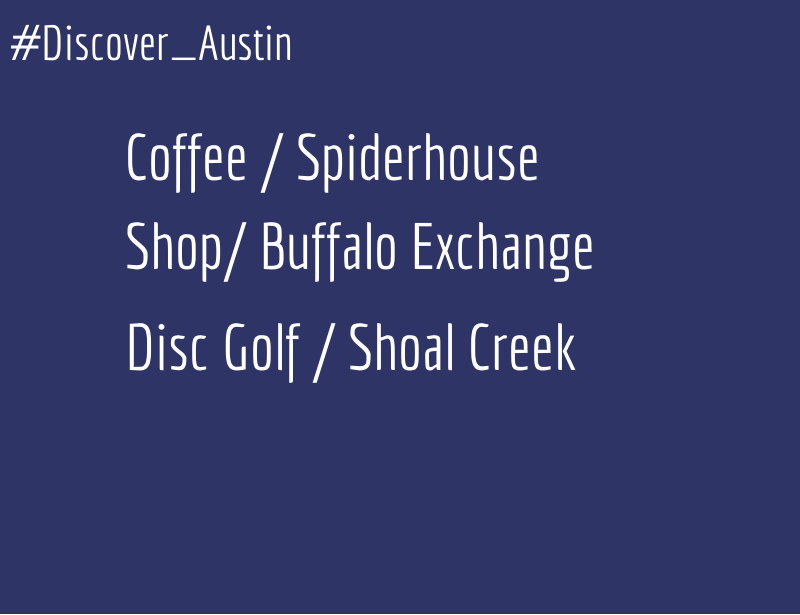 #Discover_Austin
Coffee / Spiderhouse
Shop/ Buffalo Exchange
Disc Golf / Shoal Creek